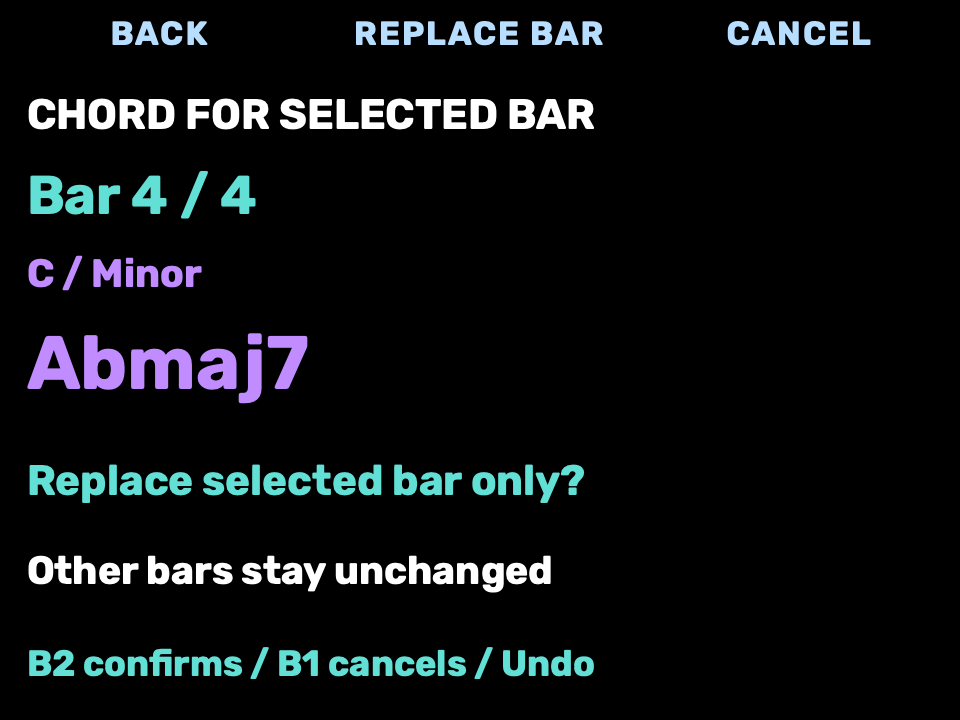 BACK REPLACE BAR CANCEL
CHORD FOR SELECTED BAR
Bar 4 / 4
C / Minor
Abmaj7
Replace selected bar only?
Other bars stay unchanged
B2 confirms / B1 cancels / Undo